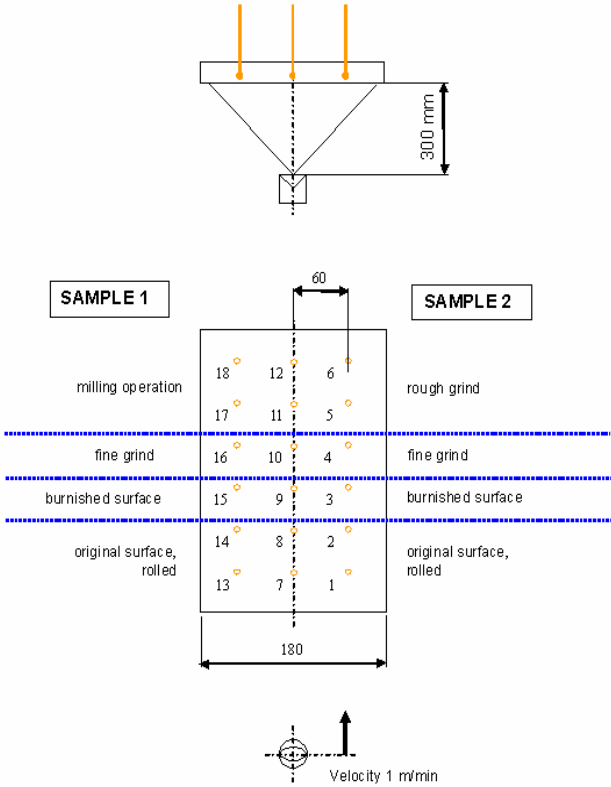 300 mm
60
SAMPLE 1
SAMPLE 2
18 12 6
milling operation
rough grind
17 11 5
fine grind
16 10 4
fine grind
burnished surface
15 9 3
burnished surface
14 8 2
original surface,
rolled
original surface,
rolled
13 7 1
180
Velocity 1 m/min